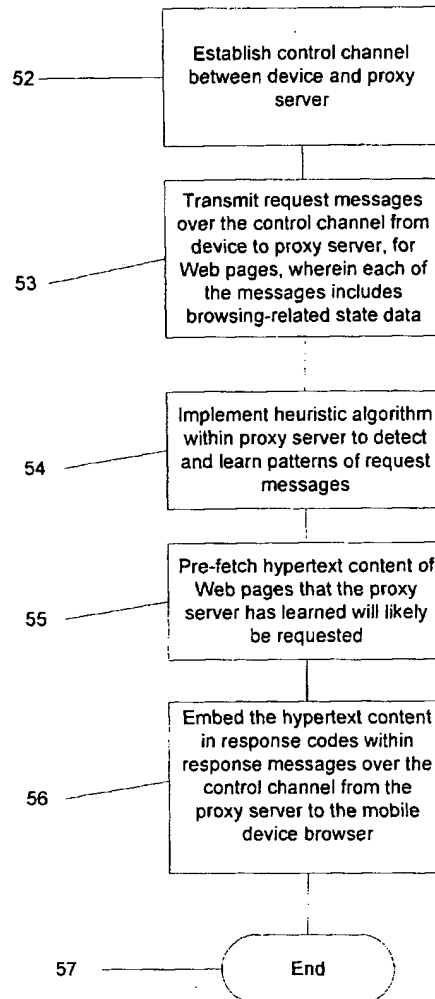 52
Establish control channel
between device and proxy
server
53
Transmit request messages
over the control channel from
device to proxy server, for
Web pages, wherein each of
the messages includes
browsing-related state data
54
Implement heuristic algorithm
within proxy server to detect
and learn patterns of request
messages
55
Pre-fetch hypertext content of
Web pages that the proxy
server has learned will likely
be requested
56
Embed the hypertext content
in response codes within
response messages over the
control channel from the
proxy server to the mobile
device browser
57
End